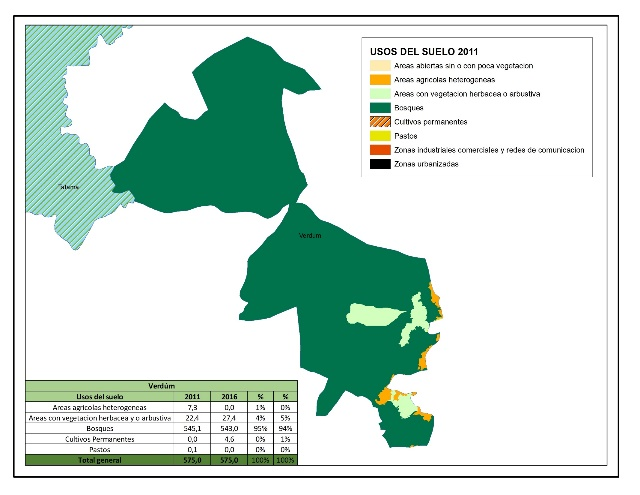 USOS DEL SUELO 2011
Areas abiertas sin o con poca vegetacion
Areas agricolas heterogeneas
Areas con vegetacion herbacea o arbustiva
Bosques
Cultivos permanentes
Pastos
Zonas industriales comerciales y redes de comunicacion
Zonas urbanizadas
Tatama
Verdum
Verdúm
Usos del suelo 2011 2016 % %
Areas agricolas heterogeneas 7,3 0,0 1% 0%
Areas con vegetacion herbacea y o arbustiva 22,4 27,4 4% 5%
Bosques 545,1 543,0 95% 94%
Cultivos Permanentes 0,0 4,6 0% 1%
Pastos 0,1 0,0 0% 0%
Total general 575,0 575,0 100% 100%